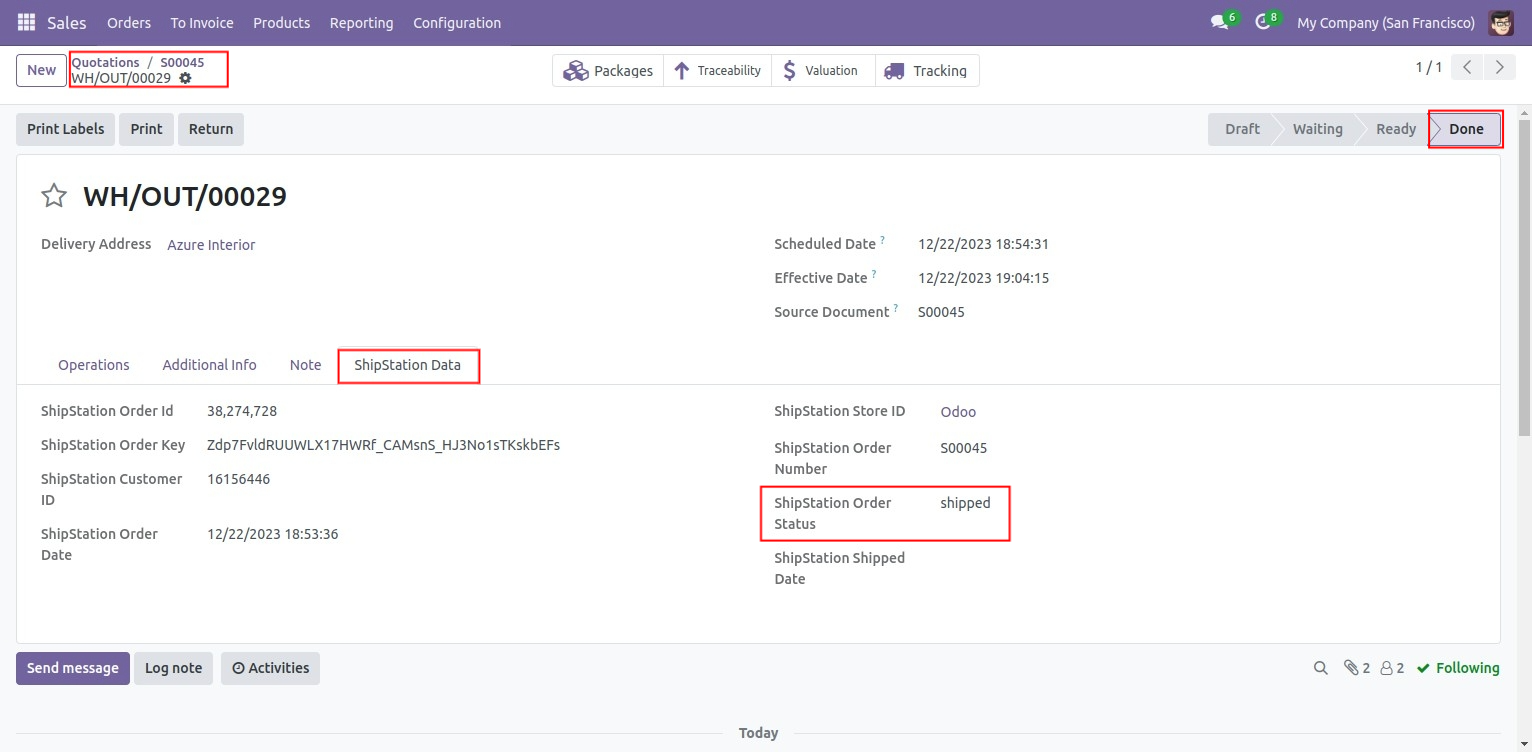 Sales Orders To Invoice Products Reporting Configuration 6 8 My Company (San Francisco)
New Quotations / S00045
WH/OUT/00029
Packages Traceability Valuation Tracking 1 / 1
Print Labels Print Return Draft Waiting Ready Done
WH/OUT/00029
Delivery Address Azure Interior
Scheduled Date ? 12/22/2023 18:54:31
Effective Date ? 12/22/2023 19:04:15
Source Document ? S00045
Operations Additional Info Note ShipStation Data
ShipStation Order Id 38,274,728
ShipStation Order Key Zdp7FvldRUUWLX17HWRf_CAMsnS_HJ3No1sTKskbEFs
ShipStation Customer 16156446
ID
ShipStation Order 12/22/2023 18:53:36
Date
ShipStation Store ID Odoo
ShipStation Order S00045
Number
ShipStation Order shipped
Status
ShipStation Shipped
Date
Send message Log note Activities 2 2 Following
Today